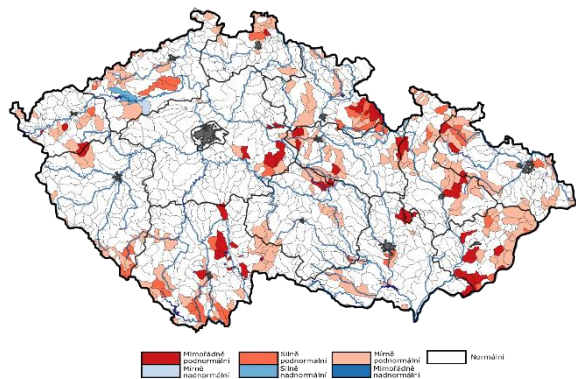 Mimořádně
podnormální
Silně
podnormální
Mírně
podnormální
Normální
Mírně
nadnormální
Silně
nadnormální
Mimořádně
nadnormální